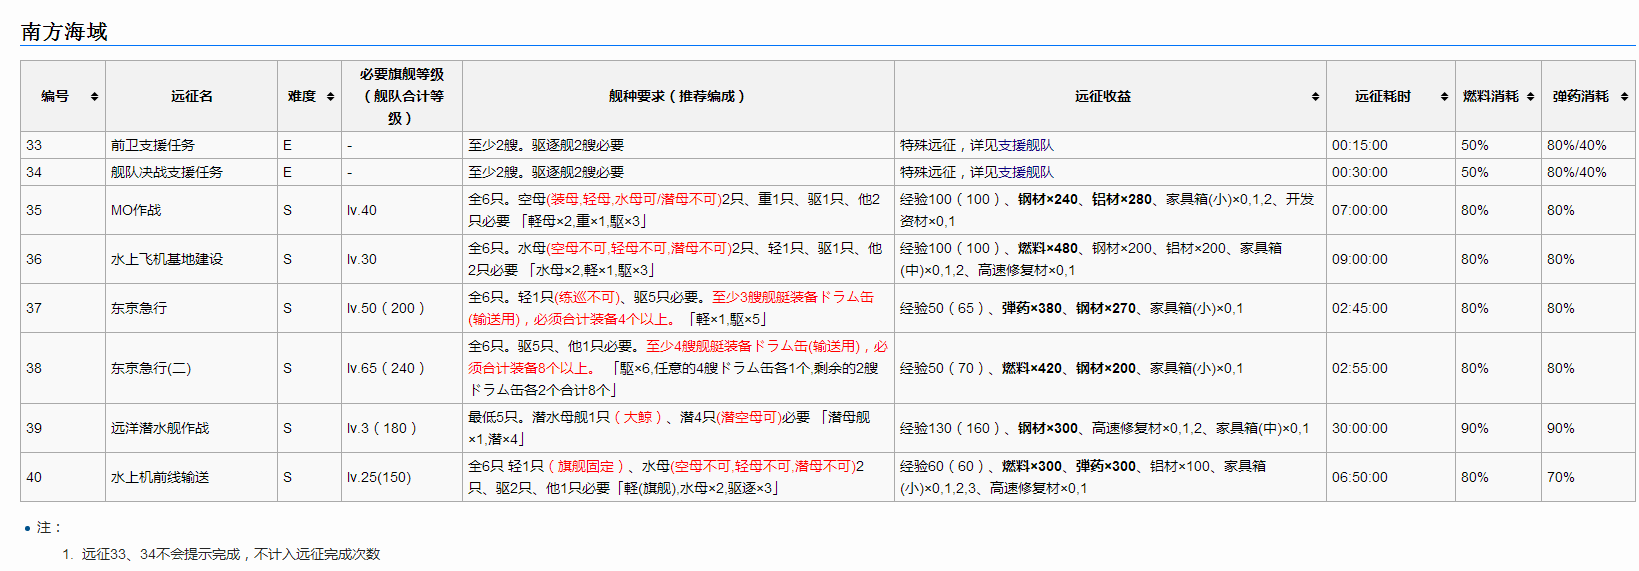 南方海域
编号 远征名 难度 必要旗舰等级（舰队合计等级） 舰种要求（推荐编成） 远征收益 远征耗时 燃料消耗 弹药消耗
33 前卫支援任务 E - 至少2艘。驱逐舰2艘必要 特殊远征，详见支援舰队 00:15:00 50% 80%/40%
34 舰队决战支援任务 E - 至少2艘。驱逐舰2艘必要 特殊远征，详见支援舰队 00:30:00 50% 80%/40%
35 MO作战 S lv.40 全6只。空母(装母,轻母,水母可/潜母不可)2只、重1只、驱1只、他2只必要 「軽母×2,重×1,駆×3」 经验100（100）、钢材×240、铝材×280、家具箱(小)×0,1,2、开发资材×0,1 07:00:00 80% 80%
36 水上飞机基地建设 S lv.30 全6只。水母(空母不可,轻母不可,潜母不可)2只、轻1只、驱1只、他2只必要 「水母×2,軽×1,駆×3」 经验100（100）、燃料×480、钢材×200、铝材×200、家具箱(中)×0,1,2、高速修复材×0,1 09:00:00 80% 80%
37 东京急行 S lv.50（200） 全6只。轻1只(练巡不可)、驱5只必要。至少3艘舰艇装备ドラム缶(输送用)，必须合计装备4个以上。「軽×1,駆×5」 经验50（65）、弹药×380、钢材×270、家具箱(小)×0,1 02:45:00 80% 80%
38 东京急行(二) S lv.65（240） 全6只。驱5只、他1只必要。至少4艘舰艇装备ドラム缶(输送用)，必须合计装备8个以上。 「駆×6,任意的4艘ドラム缶各1个,剩余的2艘ドラム缶各2个合计8个」 经验50（70）、燃料×420、钢材×200、家具箱(小)×0,1 02:55:00 80% 80%
39 远洋潜水舰作战 S lv.3（180） 最低5只。潜水母舰1只（大鲸）、潜4只(潜空母可)必要 「潜母舰×1,潜×4」 经验130（160）、钢材×300、高速修复材×0,1,2、家具箱(中)×0,1 30:00:00 90% 90%
40 水上机前线输送 S lv.25(150) 全6只 轻1只（旗舰固定）、水母(空母不可,轻母不可,潜母不可)2只、驱2只、他1只必要「軽(旗舰),水母×2,驱逐×3」 经验60（60）、燃料×300、弹药×300、铝材×100、家具箱(小)×0,1,2,3、高速修复材×0,1 06:50:00 80% 70%
注：
1. 远征33、34不会提示完成，不计入远征完成次数